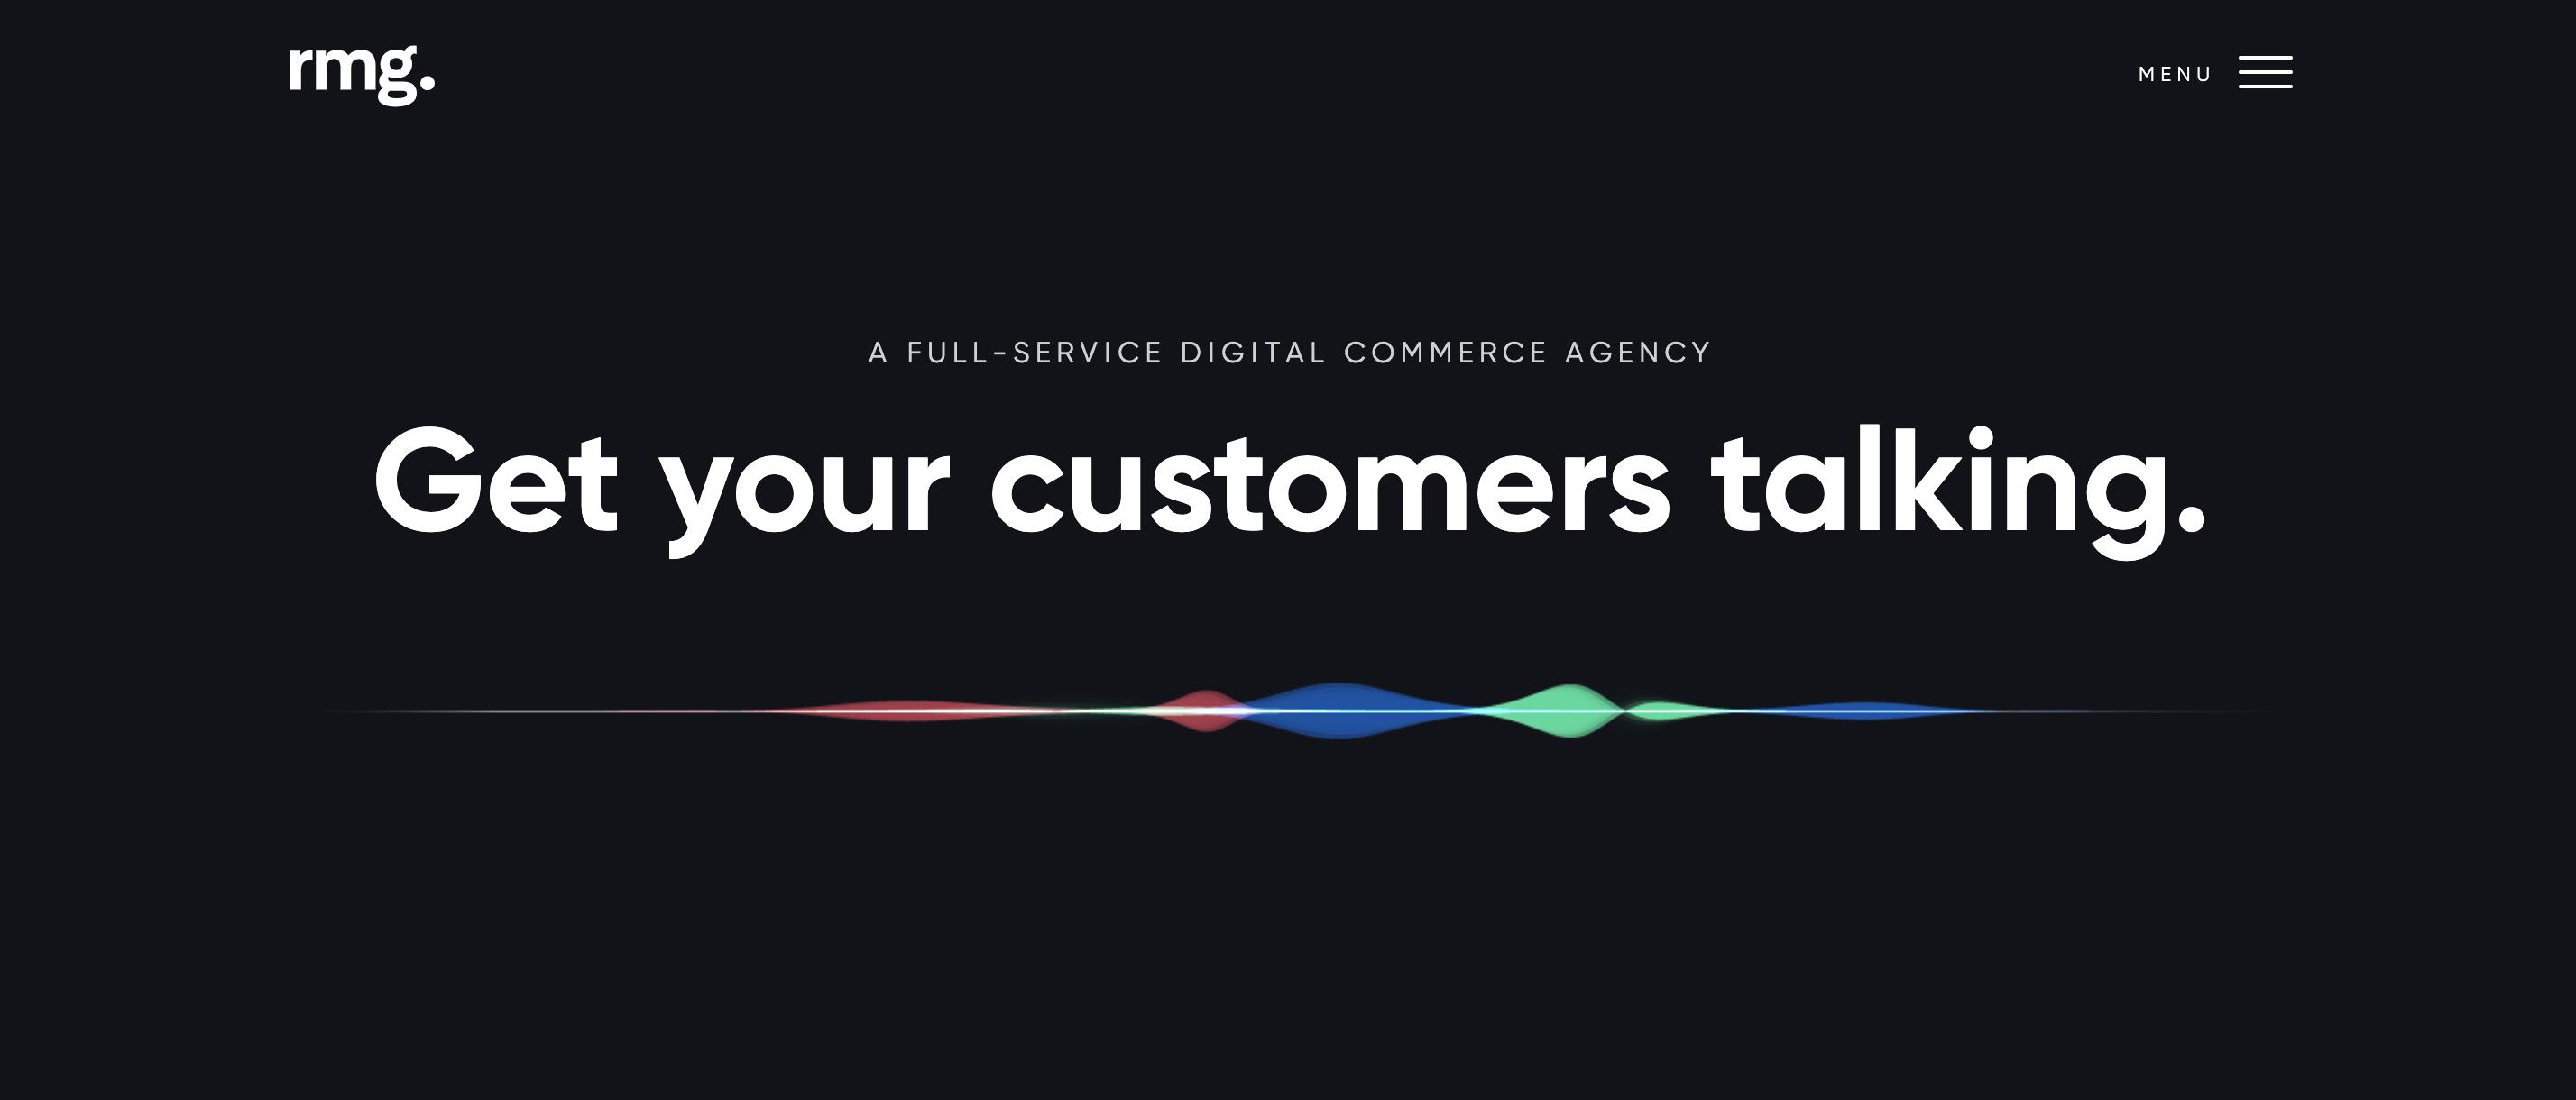 rmg.
MENU
A FULL-SERVICE DIGITAL COMMERCE AGENCY
Get your customers talking.